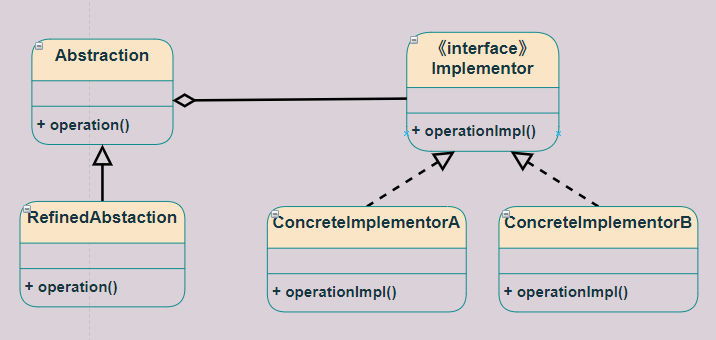 Abstraction
+ operation()
《interface》
Implementor
+ operationImpl()
RefinedAbstaction
+ operation()
ConcreteImplementorA
+ operationImpl()
ConcreteImplementorB
+ operationImpl()